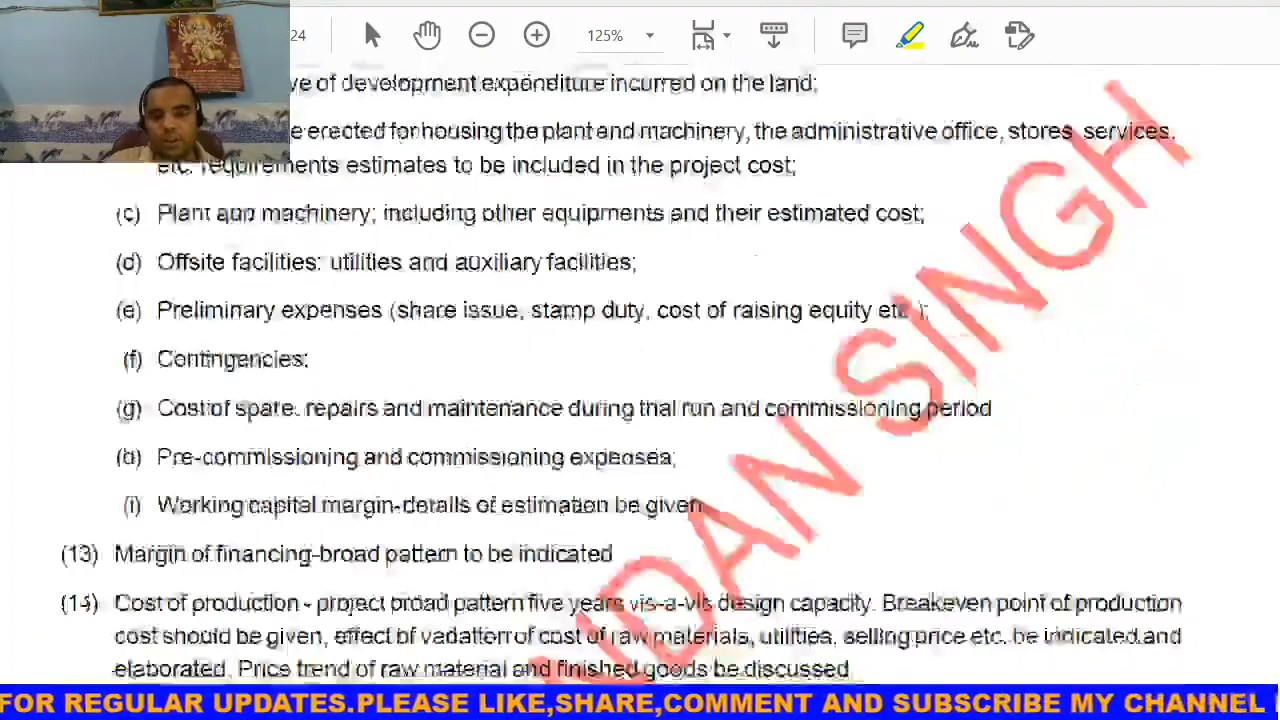 24
125%
ve of development expanditure incurred on the land;
e erected for housing the plant and machinery, the administrative office, stores, services,
etc. requirements estimates to be included in the project cost;
(c) Plant and machinery; including other equipments and their estimated cost;
(d) Offsite facilities: utilities and auxiliary facilities;
(e) Preliminary expenses (share issue, stamp duty, cost of raising equity etc.);
(f) Contingencies:
(g) Cost of spare. repairs and maintenance during trial run and commissioning period
(h) Pre-commissioning and commissioning expenses;
(i) Working capital margin-details of estimation be given
(13) Margin of financing-broad pattern to be indicated
(14) Cost of production - project broad pattern five years vis-a-vis design capacity. Breakeven point of production
cost should be given, effect of variation of cost of raw materials, utilities, selling price etc. be indicated and
elaborated. Price trend of raw material and finished goods be discussed
NDAN SINGH
FOR REGULAR UPDATES.PLEASE LIKE,SHARE,COMMENT AND SUBSCRIBE MY CHANNEL